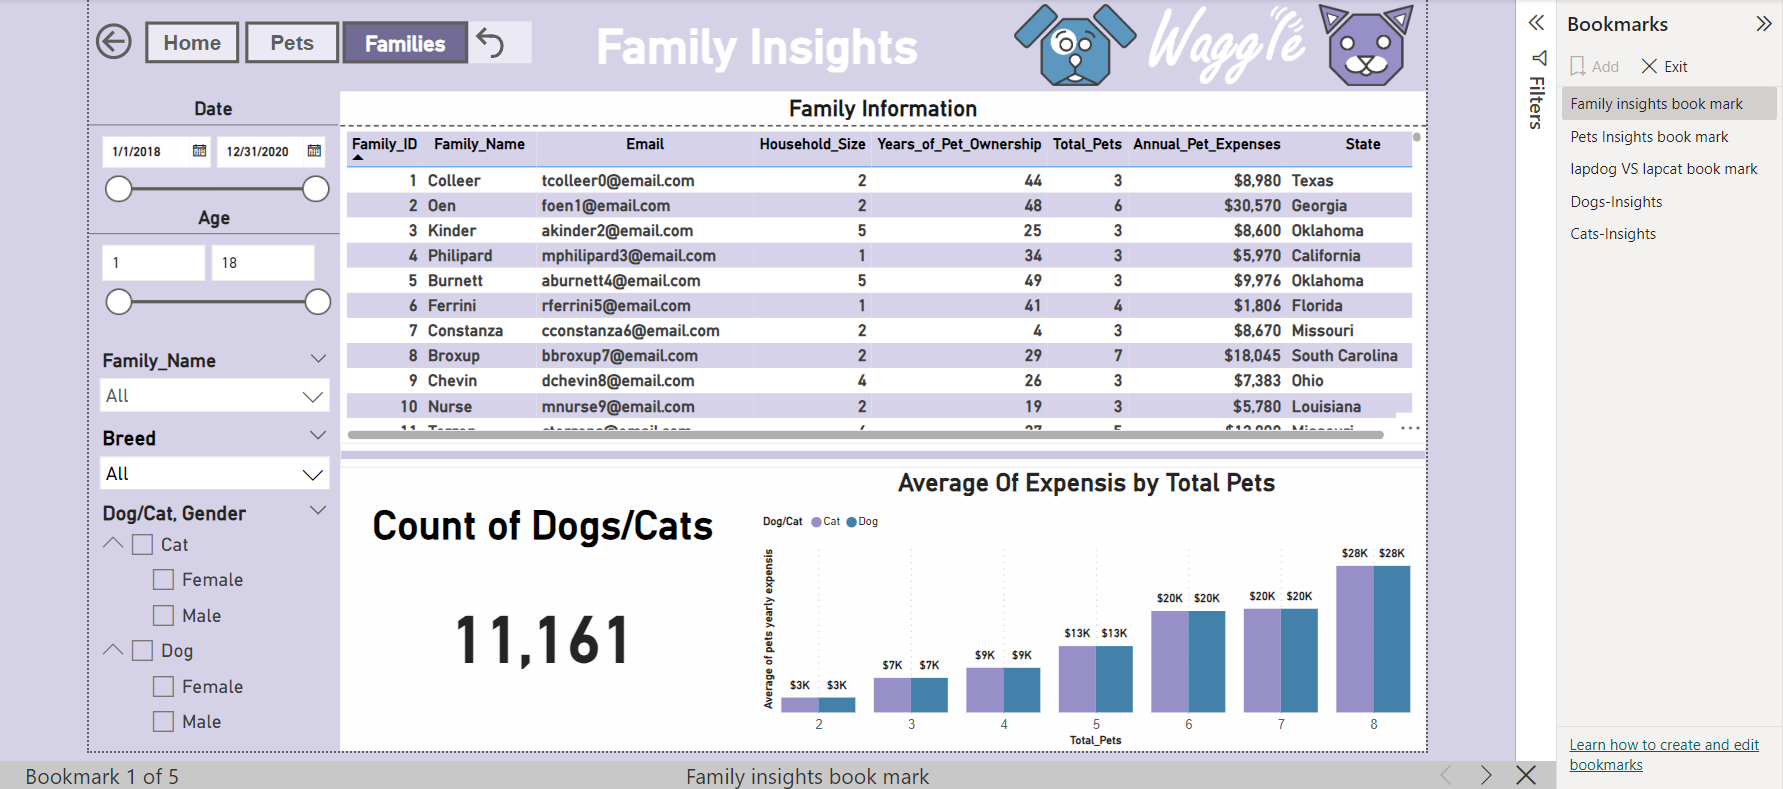 Home
Pets
Families
Family Insights
Waggle
Date
1/1/2018
12/31/2020
Age
1
18
Family_Name
All
Breed
All
Dog/Cat, Gender
Cat
Female
Male
Dog
Female
Male
Family Information
Family_ID Family_Name Email Household_Size Years_of_Pet_Ownership Total_Pets Annual_Pet_Expenses State
1 Colleer tcolleer0@email.com 2 44 3 $8,980 Texas
2 Oen foen1@email.com 2 48 6 $30,570 Georgia
3 Kinder akinder2@email.com 5 25 3 $8,600 Oklahoma
4 Philipard mphilipard3@email.com 1 34 3 $5,970 California
5 Burnett aburnett4@email.com 5 49 3 $9,976 Oklahoma
6 Ferrini rferrini5@email.com 1 41 4 $1,806 Florida
7 Constanza cconstanza6@email.com 2 4 3 $8,670 Missouri
8 Broxup bbroxup7@email.com 2 29 7 $18,045 South Carolina
9 Chevin dchevin8@email.com 4 26 3 $7,383 Ohio
10 Nurse mnurse9@email.com 2 19 3 $5,780 Louisiana
Count of Dogs/Cats
11,161
Average Of Expensis by Total Pets
Dog/Cat Cat Dog
Average of pets yearly expensis
$3K $3K
$7K $7K
$9K $9K
$13K $13K
$20K $20K
$20K $20K
$28K $28K
2 3 4 5 6 7 8
Total_Pets
Filters
Bookmarks
Add
Exit
Family insights book mark
Pets Insights book mark
lapdog VS lapcat book mark
Dogs-Insights
Cats-Insights
Learn how to create and edit
bookmarks
Bookmark 1 of 5
Family insights book mark